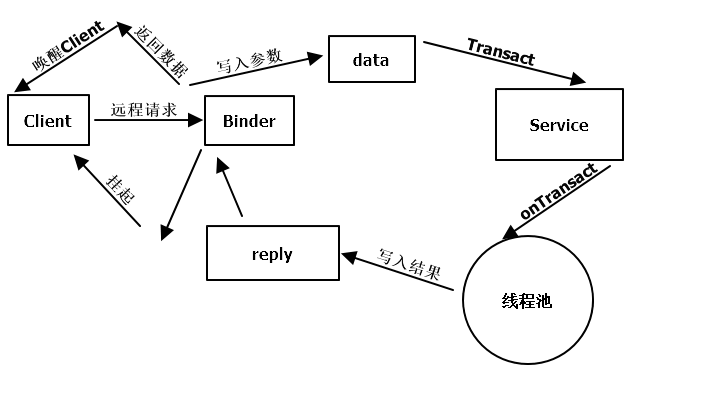 唤醒Client
返回数据
写入参数
data
Transact
Client
远程请求
Binder
Service
挂起
onTransact
reply
写入结果
线程池